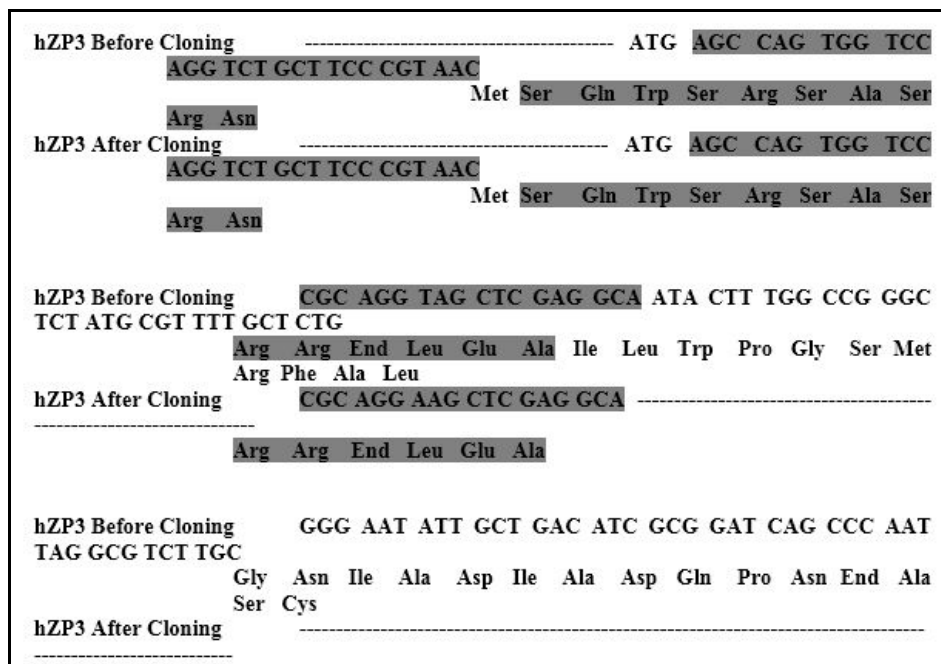 hZP3 Before Cloning ------------------------------------------ ATG AGC CAG TGG TCC
AGG TCT GCT TCC CGT AAC
Met Ser Gln Trp Ser Arg Ser Ala Ser
Arg Asn
hZP3 After Cloning ------------------------------------------ ATG AGC CAG TGG TCC
AGG TCT GCT TCC CGT AAC
Met Ser Gln Trp Ser Arg Ser Ala Ser
Arg Asn
hZP3 Before Cloning CGC AGG TAG CTC GAG GCA ATA CTT TGG CCG GGC
TCT ATG CGT TTT GCT CTG
Arg Arg End Leu Glu Ala Ile Leu Trp Pro Gly Ser Met
Arg Phe Ala Leu
hZP3 After Cloning CGC AGG AAG CTC GAG GCA ----------------------------------------
------------------------------
Arg Arg End Leu Glu Ala
hZP3 Before Cloning GGG AAT ATT GCT GAC ATC GCG GAT CAG CCC AAT
TAG GCG TCT TGC
Gly Asn Ile Ala Asp Ile Ala Asp Gln Pro Asn End Ala
Ser Cys
hZP3 After Cloning -------------------------------------------------------------------------------------
---------------------------